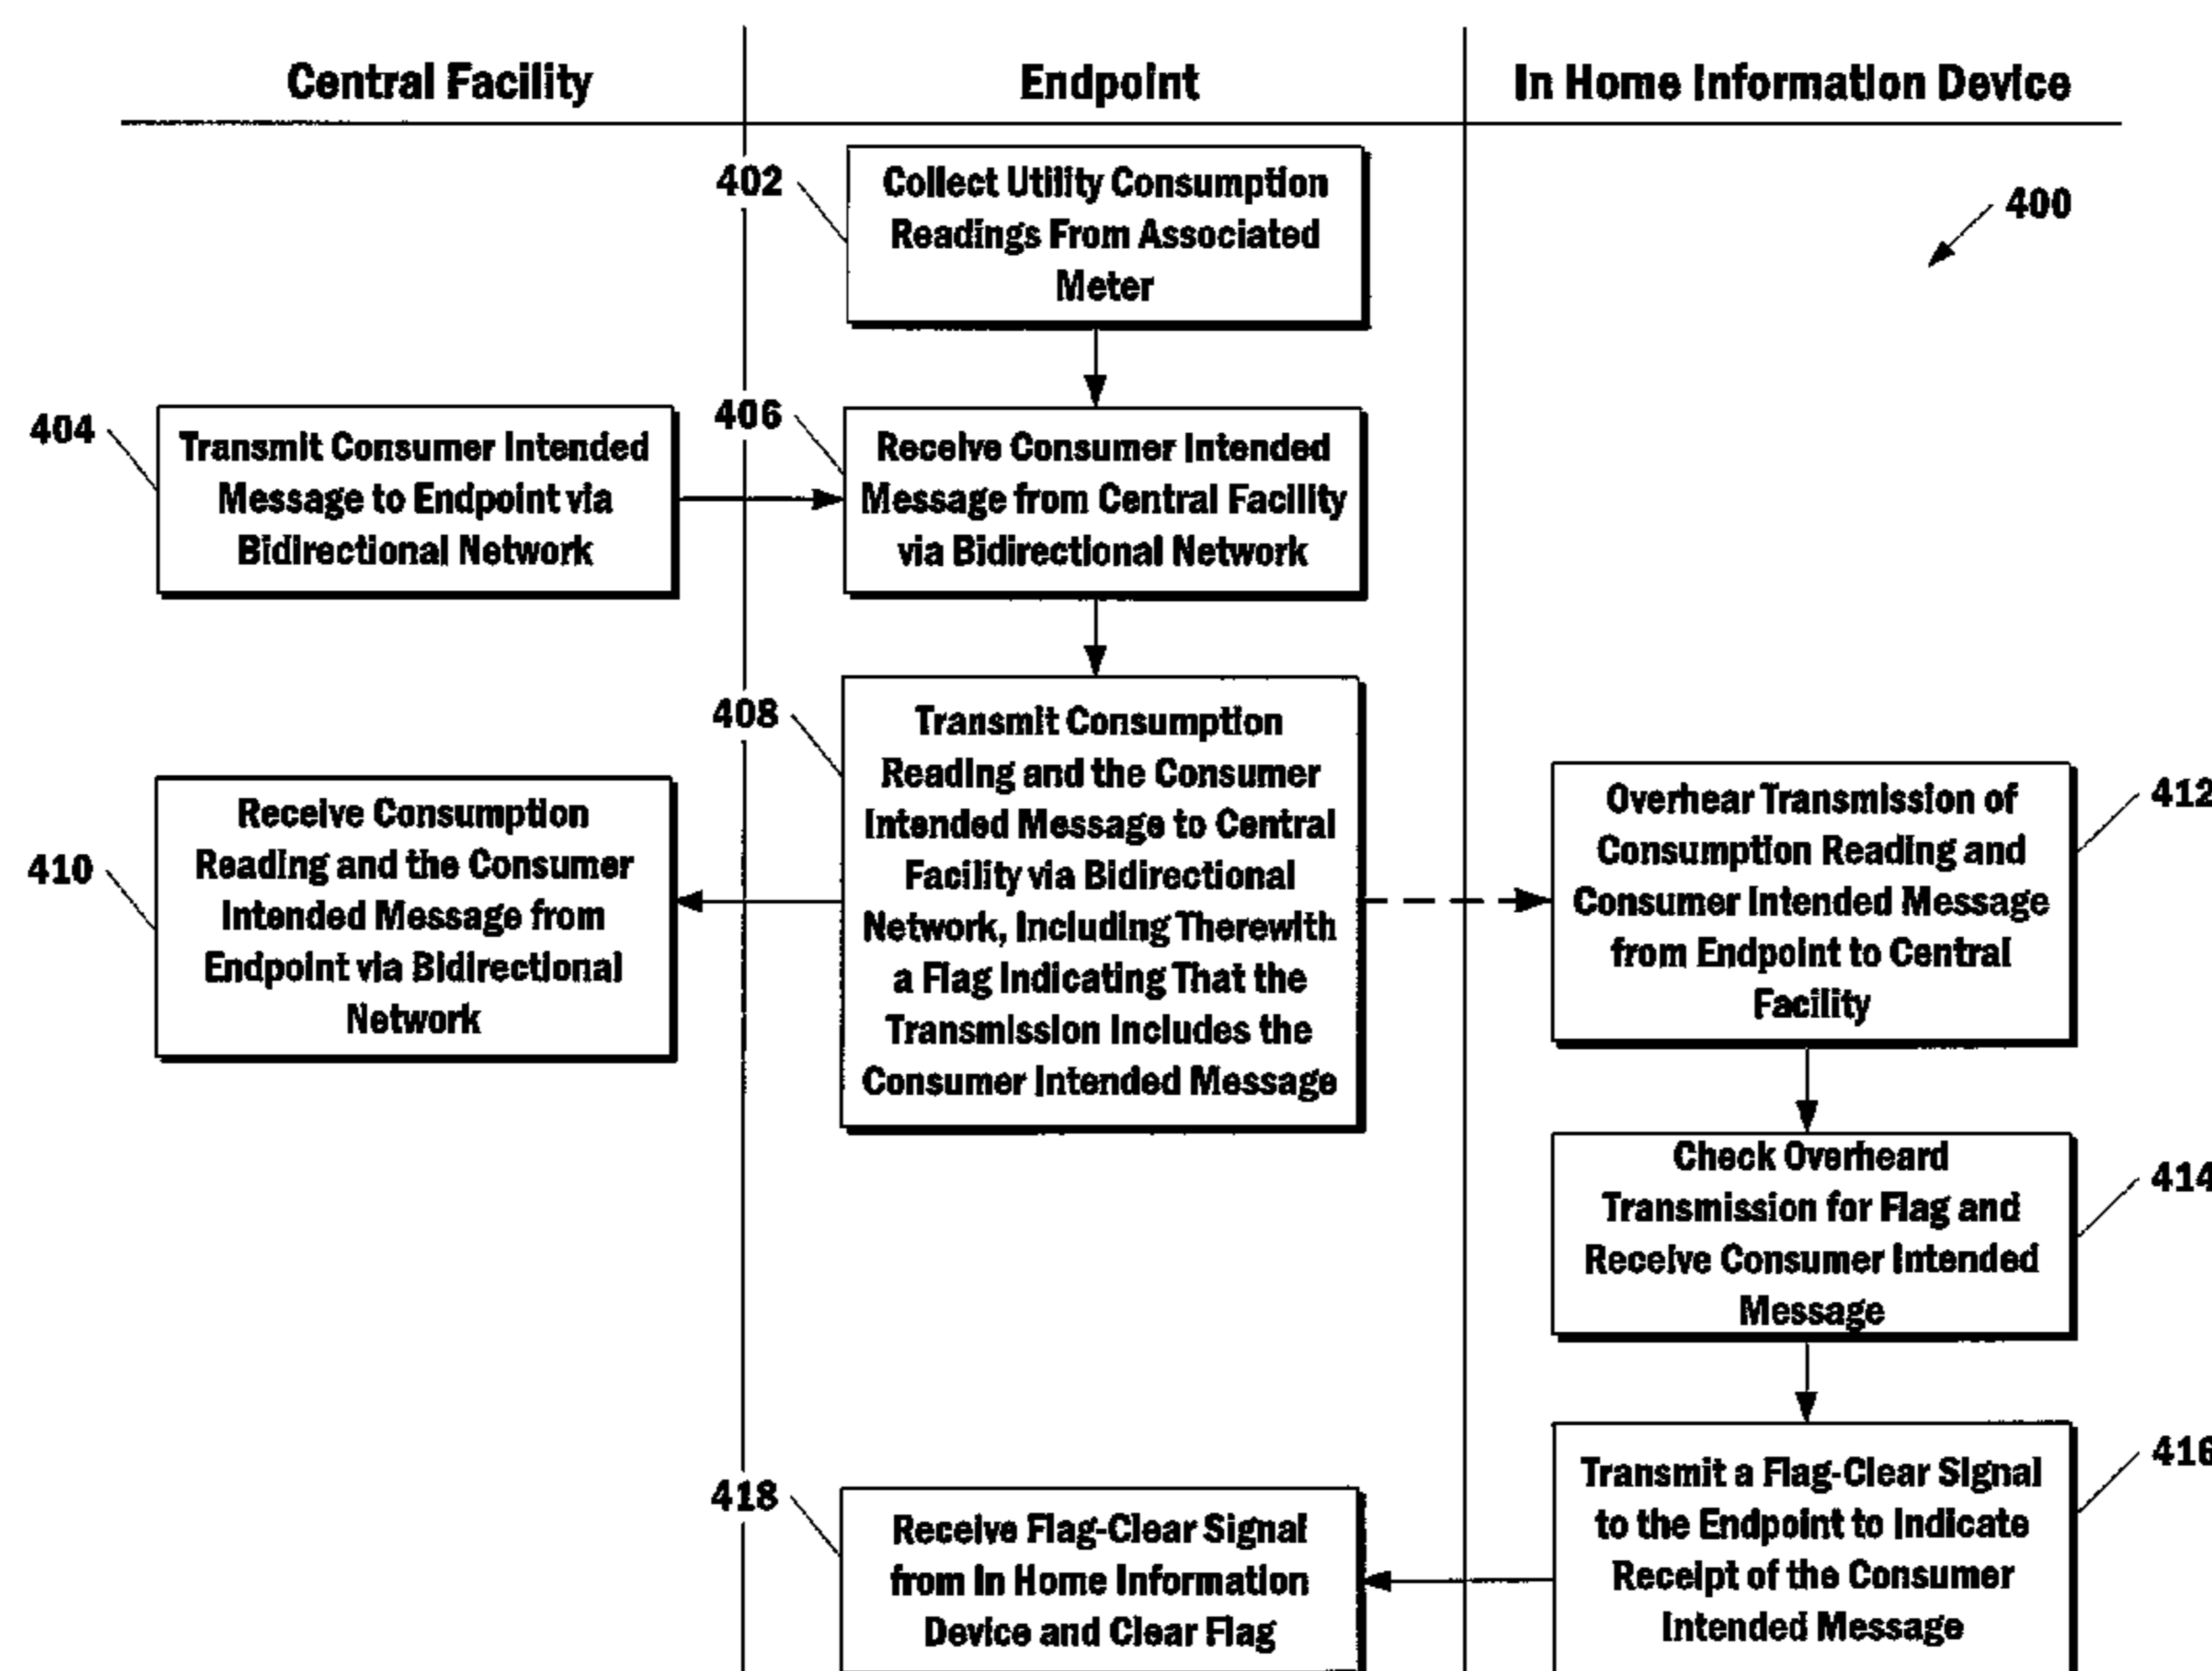 Central Facility
Endpoint
In Home Information Device
400
402
Collect Utility Consumption
Readings From Associated
Meter
404
Transmit Consumer Intended
Message to Endpoint via
Bidirectional Network
406
Receive Consumer Intended
Message from Central Facility
via Bidirectional Network
408
Transmit Consumption
Reading and the Consumer
Intended Message to Central
Facility via Bidirectional
Network, Including Therewith
a Flag Indicating That the
Transmission Includes the
Consumer Intended Message
410
Receive Consumption
Reading and the Consumer
Intended Message from
Endpoint via Bidirectional
Network
412
Overhear Transmission of
Consumption Reading and
Consumer Intended Message
from Endpoint to Central
Facility
414
Check Overheard
Transmission for Flag and
Receive Consumer Intended
Message
416
Transmit a Flag-Clear Signal
to the Endpoint to Indicate
Receipt of the Consumer
Intended Message
418
Receive Flag-Clear Signal
from In Home Information
Device and Clear Flag